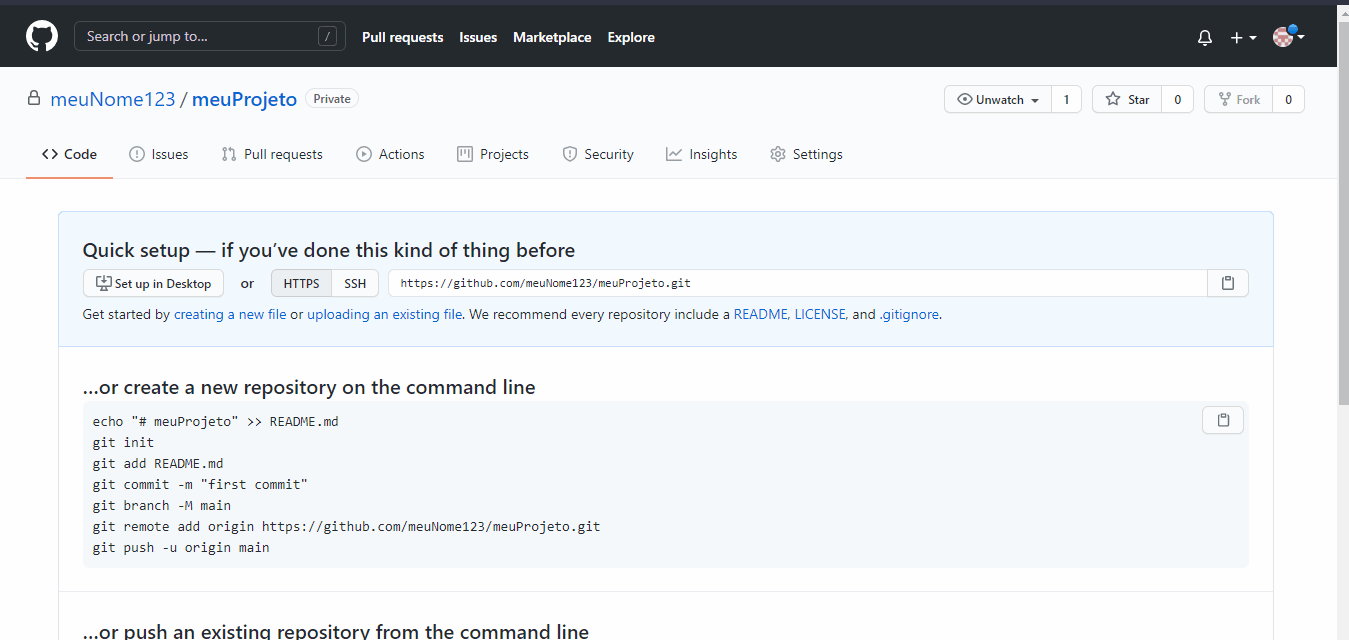 Search or jump to... / Pull requests Issues Marketplace Explore
meuNome123 / meuProjeto Private Unwatch 1 Star 0 Fork 0
Code Issues Pull requests Actions Projects Security Insights Settings
Quick setup — if you’ve done this kind of thing before
Set up in Desktop or HTTPS SSH https://github.com/meuNome123/meuProjeto.git
Get started by creating a new file or uploading an existing file. We recommend every repository include a README, LICENSE, and .gitignore.
…or create a new repository on the command line
echo "# meuProjeto" >> README.md
git init
git add README.md
git commit -m "first commit"
git branch -M main
git remote add origin https://github.com/meuNome123/meuProjeto.git
git push -u origin main
…or push an existing repository from the command line